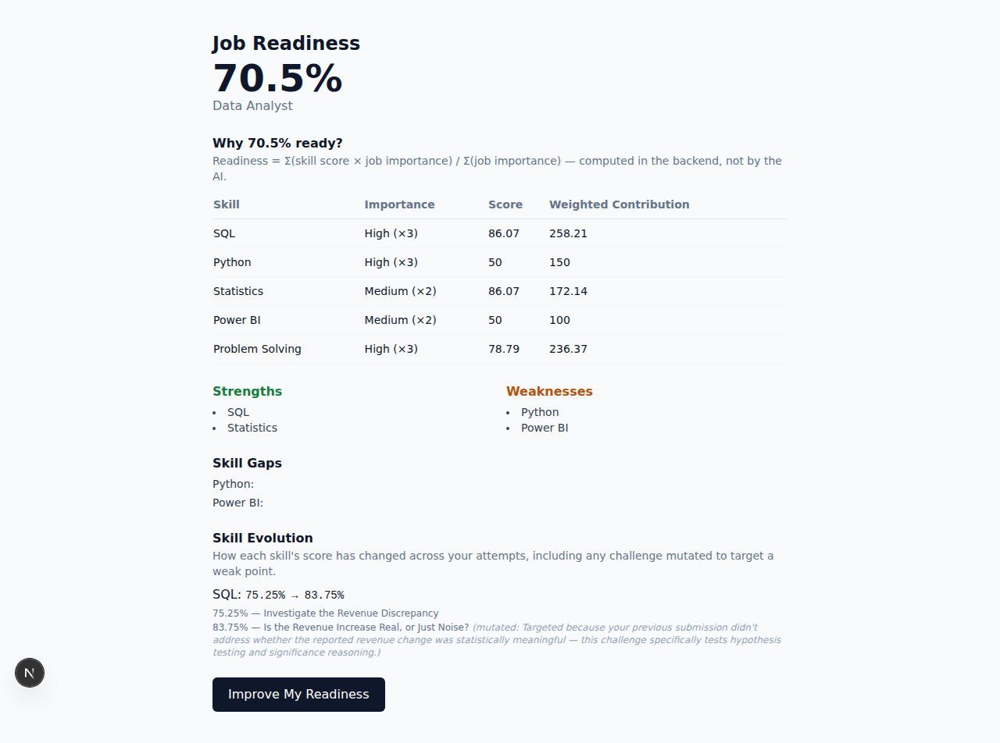 Job Readiness
70.5%
Data Analyst
Why 70.5% ready?
Readiness = Σ(skill score × job importance) / Σ(job importance) — computed in the backend, not by the
AI.
Skill Importance Score Weighted Contribution
SQL High (×3) 86.07 258.21
Python High (×3) 50 150
Statistics Medium (×2) 86.07 172.14
Power BI Medium (×2) 50 100
Problem Solving High (×3) 78.79 236.37
Strengths
• SQL
• Statistics
Weaknesses
• Python
• Power BI
Skill Gaps
Python:
Power BI:
Skill Evolution
How each skill's score has changed across your attempts, including any challenge mutated to target a
weak point.
SQL: 75.25% → 83.75%
75.25% — Investigate the Revenue Discrepancy
83.75% — Is the Revenue Increase Real, or Just Noise? (mutated: Targeted because your previous submission didn't
address whether the reported revenue change was statistically meaningful — this challenge specifically tests hypothesis
testing and significance reasoning.)
N
Improve My Readiness